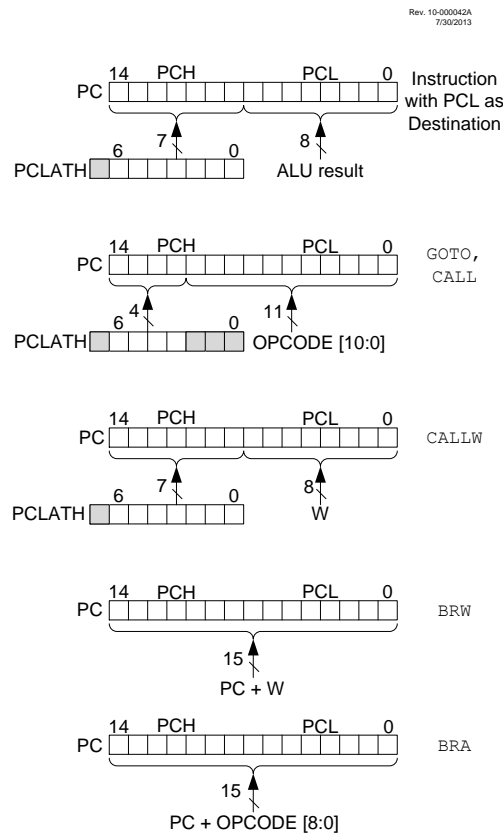 Rev. 10-000042A
7/30/2013
14 PCH PCL 0
PC
Instruction
with PCL as
Destination
6 7 0 8
PCLATH
ALU result
14 PCH PCL 0
PC
GOTO,
CALL
6 4 0 11
PCLATH
OPCODE [10:0]
14 PCH PCL 0
PC
CALLW
6 7 0 8
PCLATH
W
14 PCH PCL 0
PC
BRW
15
PC + W
14 PCH PCL 0
PC
BRA
15
PC + OPCODE [8:0]